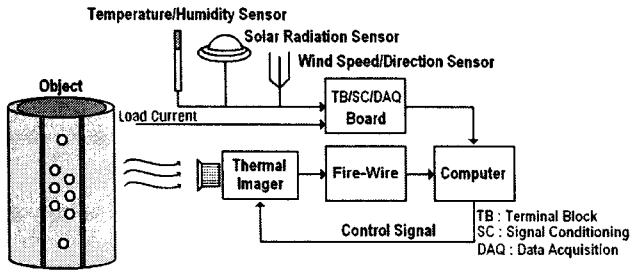 Temperature/Humidity Sensor
Solar Radiation Sensor
Wind Speed/Direction Sensor
Object
Load Current
TB/SC/DAQ
Board
Thermal
Imager
Fire-Wire
Computer
Control Signal
TB : Terminal Block
SC : Signal Conditioning
DAQ : Data Acquisition